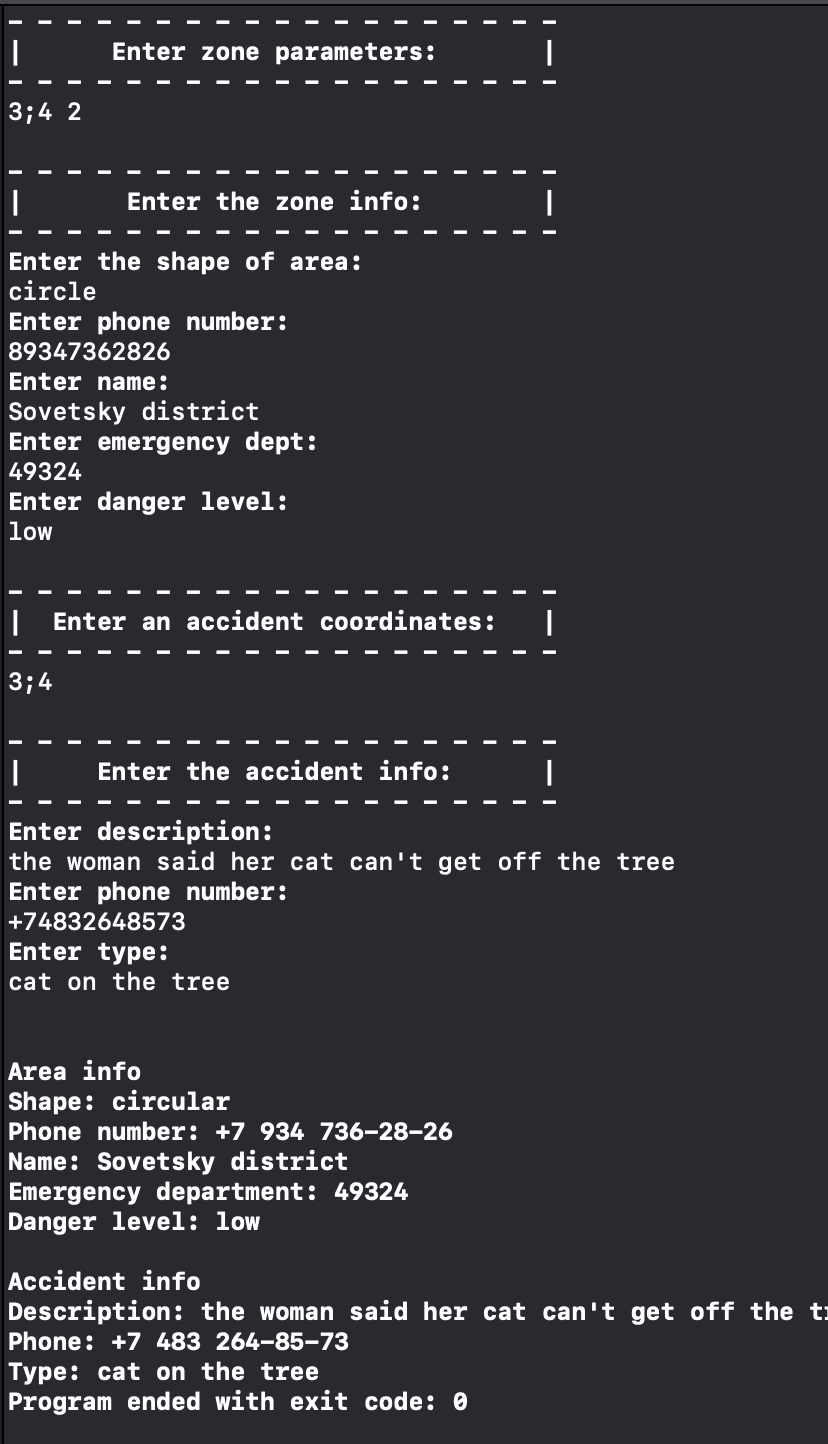 - - - - - - - - - - - - - - - - - - -
|      Enter zone parameters:       |
- - - - - - - - - - - - - - - - - - -
3;4 2
- - - - - - - - - - - - - - - - - - -
|       Enter the zone info:        |
- - - - - - - - - - - - - - - - - - -
Enter the shape of area:
circle
Enter phone number:
89347362826
Enter name:
Sovetsky district
Enter emergency dept:
49324
Enter danger level:
low
- - - - - - - - - - - - - - - - - - -
|  Enter an accident coordinates:   |
- - - - - - - - - - - - - - - - - - -
3;4
- - - - - - - - - - - - - - - - - - -
|     Enter the accident info:      |
- - - - - - - - - - - - - - - - - - -
Enter description:
the woman said her cat can't get off the tree
Enter phone number:
+74832648573
Enter type:
cat on the tree
Area info
Shape: circular
Phone number: +7 934 736-28-26
Name: Sovetsky district
Emergency department: 49324
Danger level: low
Accident info
Description: the woman said her cat can't get off the
Phone: +7 483 264-85-73
Type: cat on the tree
Program ended with exit code: 0